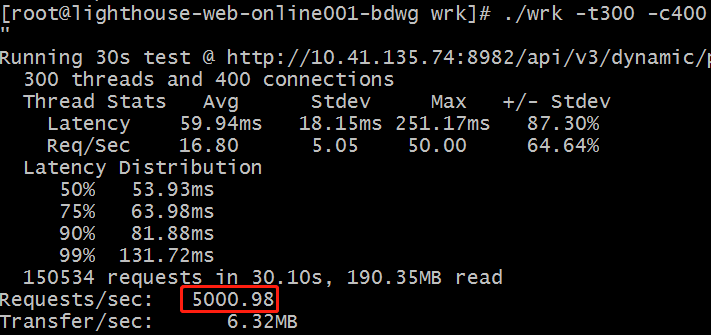 [root@lighthouse-web-online001-bdwg wrk]# ./wrk -t300 -c400
"
Running 30s test @ http://10.41.135.74:8982/api/v3/dynamic/p
300 threads and 400 connections
Thread Stats Avg Stdev Max +/- Stdev
Latency 59.94ms 18.15ms 251.17ms 87.30%
Req/Sec 16.80 5.05 50.00 64.64%
Latency Distribution
50% 53.93ms
75% 63.98ms
90% 81.88ms
99% 131.72ms
150534 requests in 30.10s, 190.35MB read
Requests/sec: 5000.98
Transfer/sec: 6.32MB